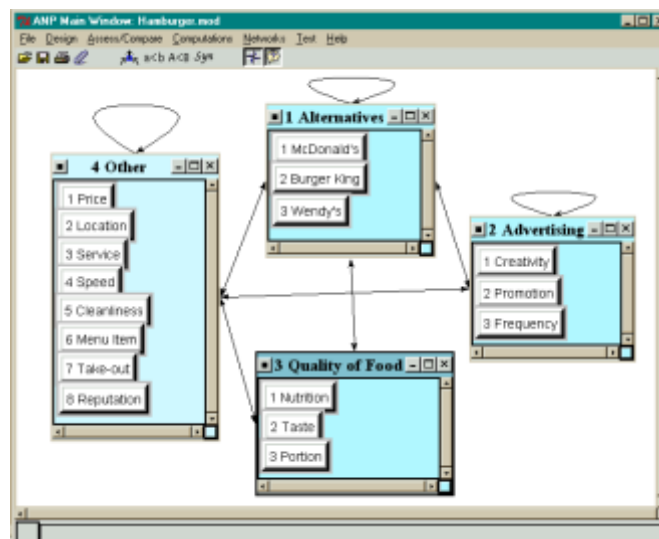 ANP Main Window: Hamburger.mod
File Design Assess/Compare Computations Networks Test Help
a<b A<B Syn
1 Alternatives
1 McDonald's
2 Burger King
3 Wendy's
4 Other
1 Price
2 Location
3 Service
4 Speed
5 Cleanliness
6 Menu Item
7 Take-out
8 Reputation
2 Advertising
1 Creativity
2 Promotion
3 Frequency
3 Quality of Food
1 Nutrition
2 Taste
3 Portion